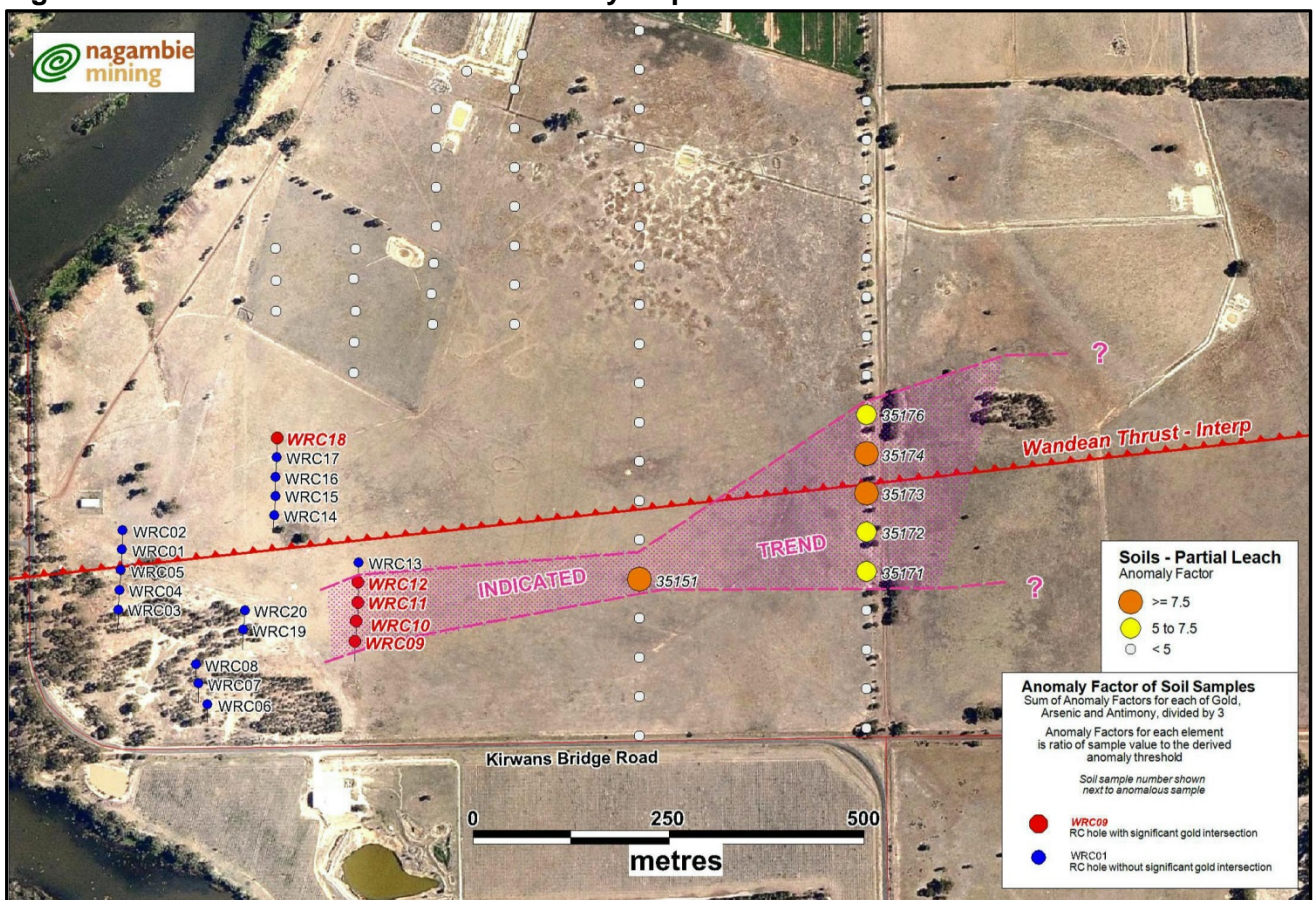 nagambie
mining
WRC18
WRC17
WRC16
WRC15
WRC14
WRC02
WRC01
WRC05
WRC04
WRC03
WRC20
WRC19
WRC08
WRC07
WRC06
WRC13
WRC12
WRC11
WRC10
WRC09
INDICATED
TREND
35151
35176
35174
35173
35172
35171
?
?
Wandean Thrust - Interp
Kirwans Bridge Road
0 250 500
metres
Soils - Partial Leach
Anomaly Factor
>= 7.5
5 to 7.5
< 5
Anomaly Factor of Soil Samples
Sum of Anomaly Factors for each of Gold,
Arsenic and Antimony, divided by 3
Anomaly Factors for each element
is ratio of sample value to the derived
anomaly threshold
Soil sample number shown
next to anomalous sample
WRC09
RC hole with significant gold intersection
WRC01
RC hole without significant gold intersection